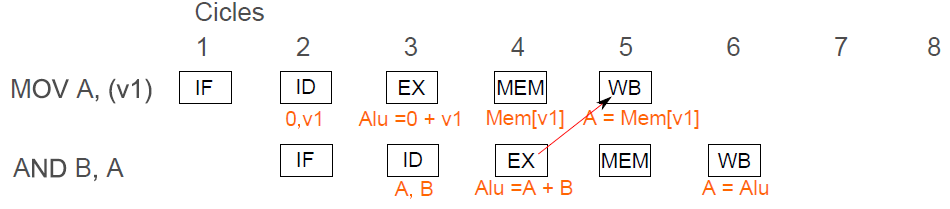 Cicles
1 2 3 4 5 6 7 8
MOV A, (v1) IF ID EX MEM WB
0,v1 Alu =0 + v1 Mem[v1] A = Mem[v1]
AND B, A IF ID EX MEM WB
A, B Alu =A + B A = Alu